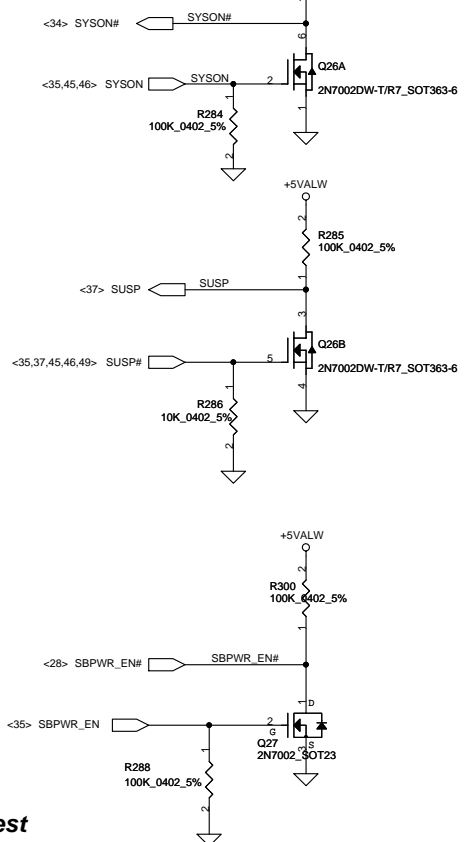 <34> SYSON#
SYSON#
6
Q26A
2N7002DW-T/R7_SOT363-6
<35,45,46> SYSON
SYSON
2
1
1
R284
100K_0402_5%
2
+5VALW
2
R285
100K_0402_5%
1
<37> SUSP
SUSP
3
Q26B
2N7002DW-T/R7_SOT363-6
<35,37,45,46,49> SUSP#
5
4
1
R286
10K_0402_5%
2
+5VALW
2
R300
100K_0402_5%
1
<28> SBPWR_EN#
SBPWR_EN#
1
D
<35> SBPWR_EN
2
G
S
3
Q27
2N7002_SOT23
1
R288
100K_0402_5%
2
est